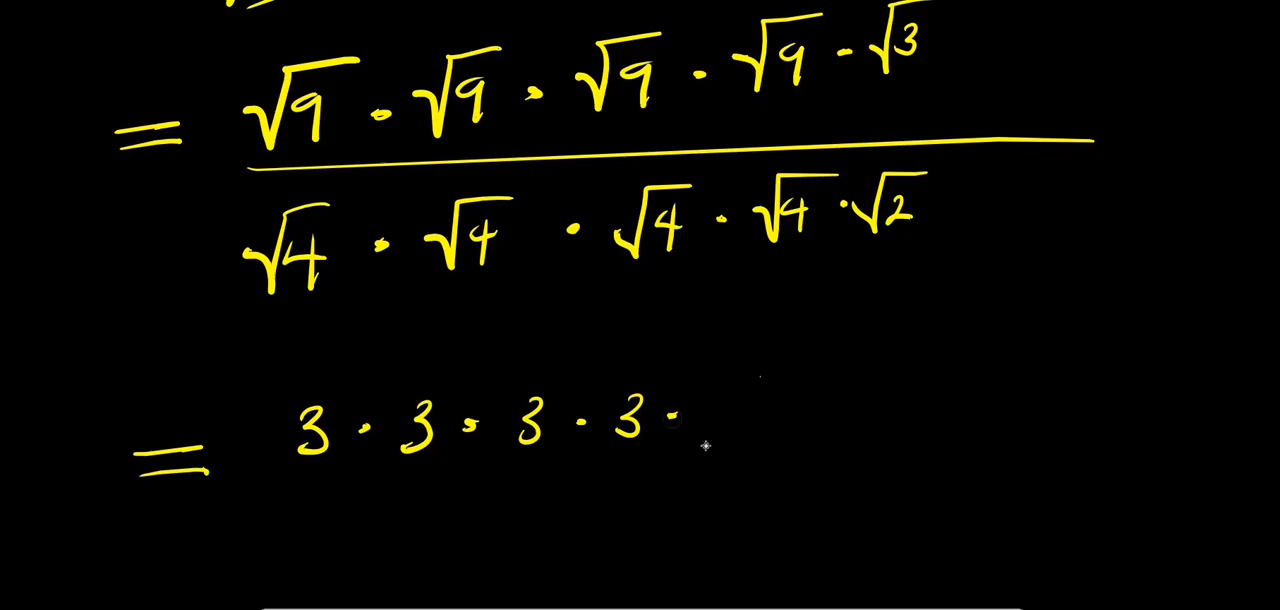 = √9 · √9 · √9 · √9 · √3
√4 · √4 · √4 · √4 · √2
= 3 · 3 · 3 · 3 ·